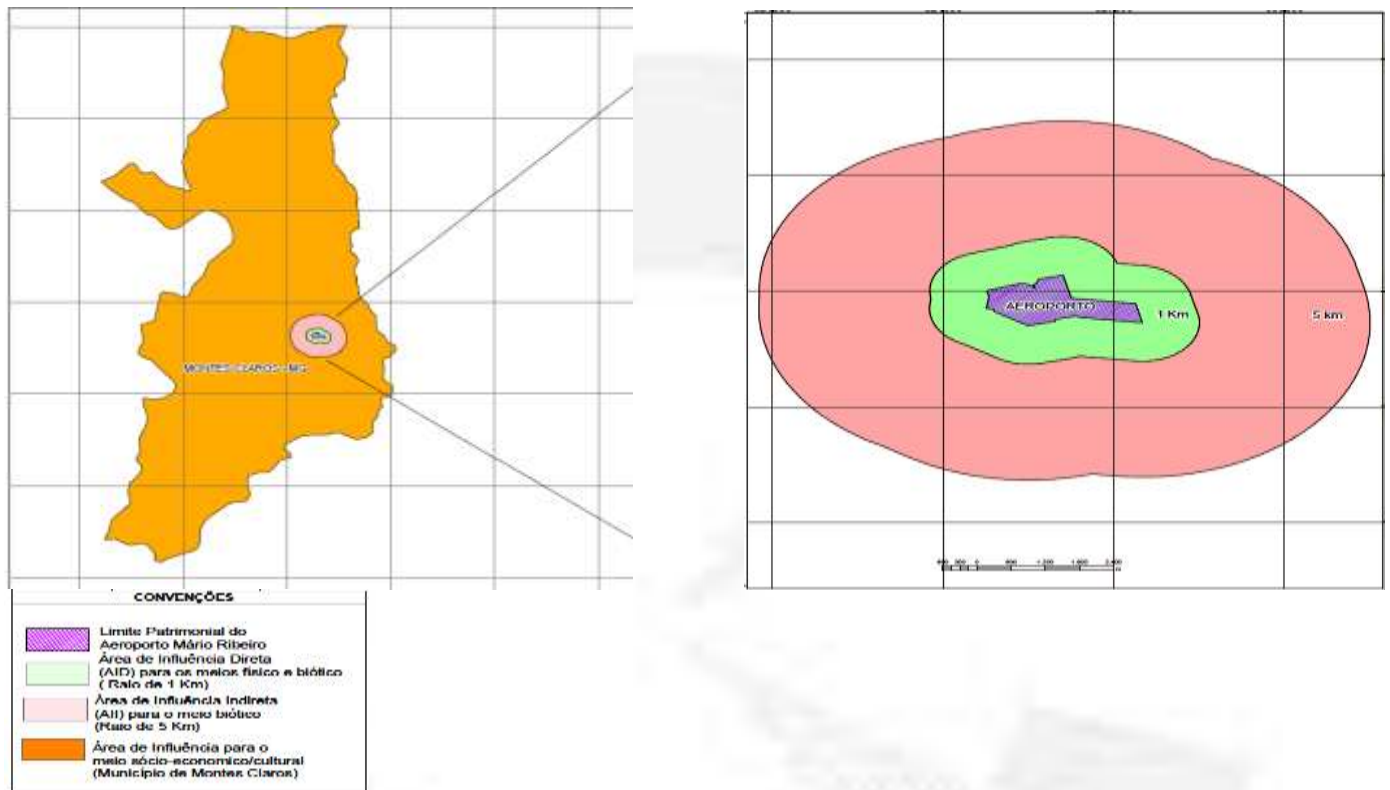 MONTES CLAROS - MG
AEROPORTO
1 Km
5 km
CONVENÇÕES
Limite Patrimonial do
Aeroporto Mário Ribeiro
Área de Influência Direta
(AID) para os meios físico e biótico
( Raio de 1 Km)
Área de Influência Indireta
(AII) para o meio biótico
(Raio de 5 Km)
Área de Influência para o
meio sócio-economico/cultural
(Município de Montes Claros)